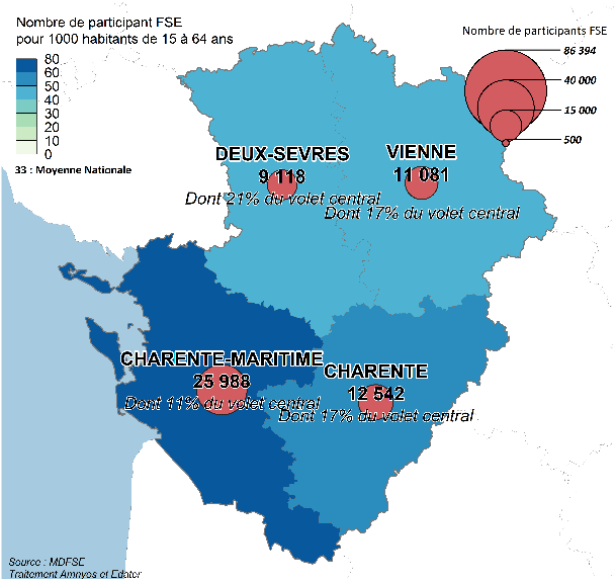 Nombre de participant FSE
pour 1000 habitants de 15 à 64 ans
80
60
50
40
30
20
10
0
33 : Moyenne Nationale
Nombre de participants FSE
86 394
40 000
15 000
500
DEUX-SEVRES
9 118
Dont 21% du volet central
VIENNE
11 081
Dont 17% du volet central
CHARENTE-MARITIME
25 988
Dont 11% du volet central
CHARENTE
12 542
Dont 17% du volet central
Source : MDFSE
Traitement Amnyos et Edater